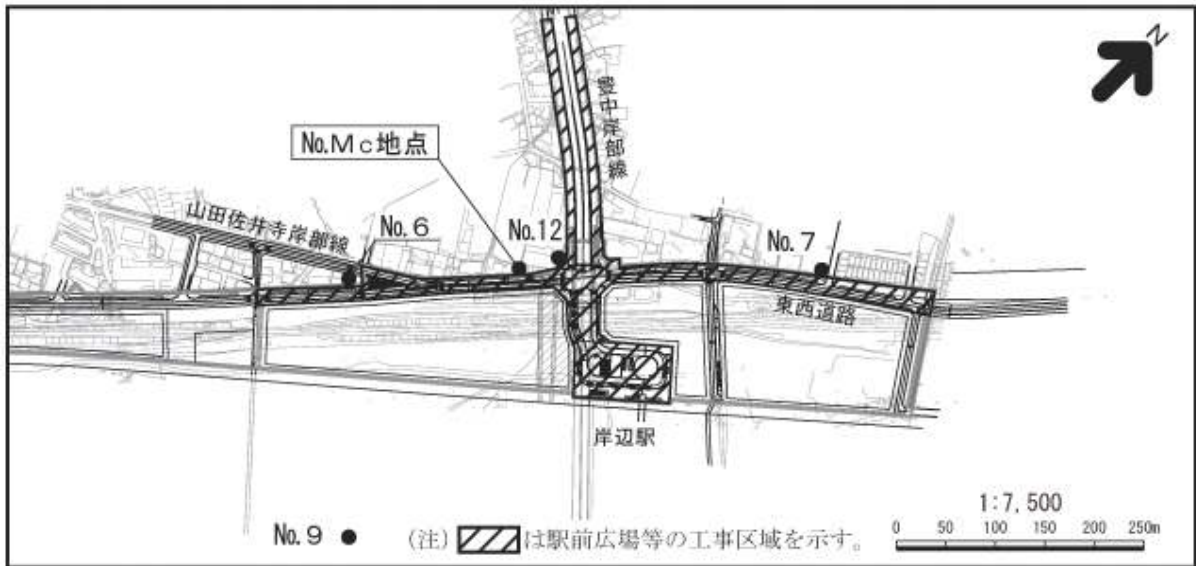 N
豊中岸部線
No.Mc地点
山田佐井寺岸部線
No.6
No.12
No.7
東西道路
岸辺駅
1:7,500
0 50 100 150 200 250m
No.9 ● (注) は駅前広場等の工事区域を示す。